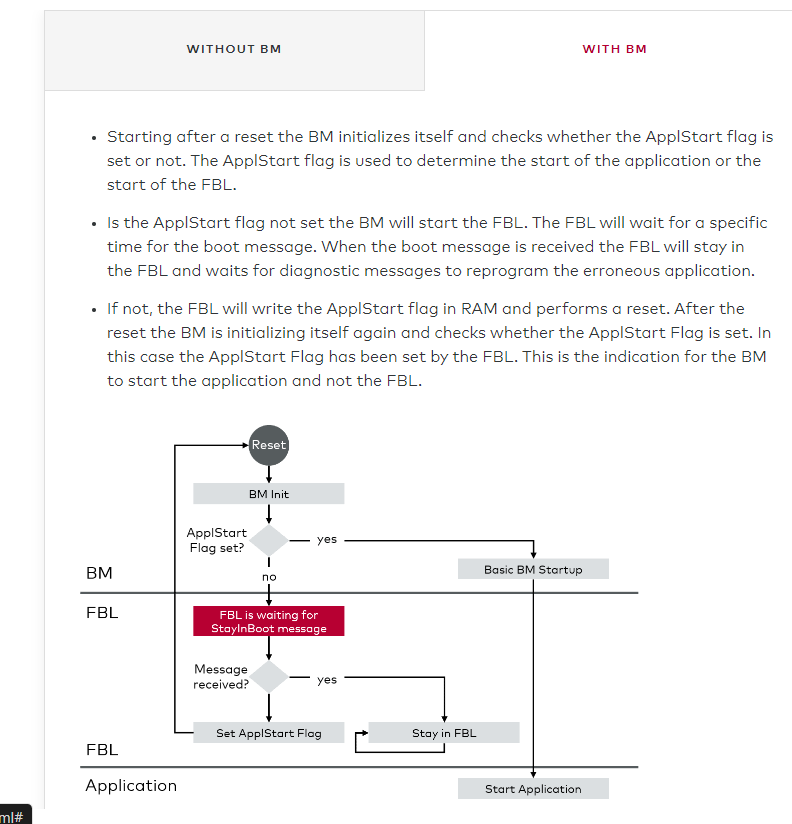 WITHOUT BM
WITH BM
• Starting after a reset the BM initializes itself and checks whether the ApplStart flag is
set or not. The ApplStart flag is used to determine the start of the application or the
start of the FBL.
• Is the ApplStart flag not set the BM will start the FBL. The FBL will wait for a specific
time for the boot message. When the boot message is received the FBL will stay in
the FBL and waits for diagnostic messages to reprogram the erroneous application.
• If not, the FBL will write the ApplStart flag in RAM and performs a reset. After the
reset the BM is initializing itself again and checks whether the ApplStart Flag is set. In
this case the ApplStart Flag has been set by the FBL. This is the indication for the BM
to start the application and not the FBL.
Reset
BM Init
ApplStart
Flag set?
yes
Basic BM Startup
BM
no
FBL
FBL is waiting for
StayInBoot message
Message
received?
yes
Set ApplStart Flag
Stay in FBL
FBL
Application
Start Application
ml#